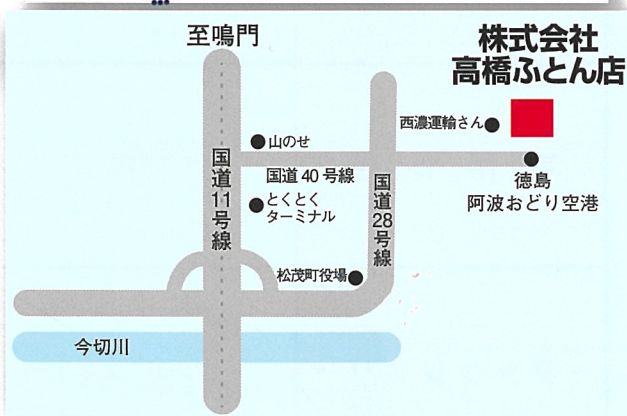 至鳴門
株式会社
高橋ふとん店
西濃運輸さん
山のせ
国道40号線
国道11号線
国道28号線
徳島
阿波おどり空港
とくとく
ターミナル
松茂町役場
今切川